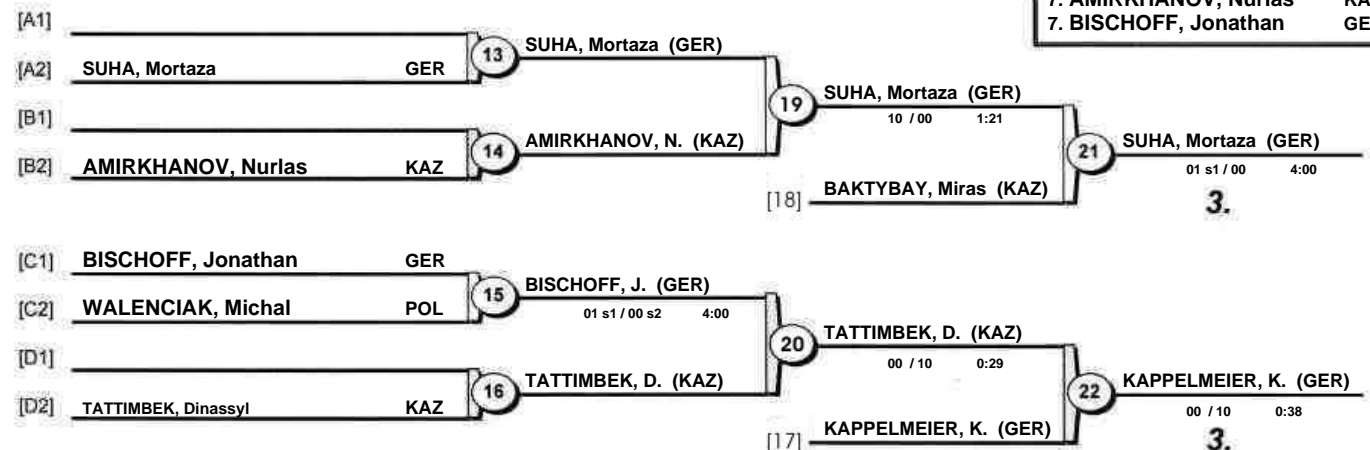 7. AMIRKHANOV, Nurlas KA
7. BISCHOFF, Jonathan GE
[A1]
[A2] SUHA, Mortaza GER
13 SUHA, Mortaza (GER)
[B1]
[B2] AMIRKHANOV, Nurlas KAZ
14 AMIRKHANOV, N. (KAZ)
19 SUHA, Mortaza (GER)
10 / 00 1:21
[18] BAKTYBAY, Miras (KAZ)
21 SUHA, Mortaza (GER)
01 s1 / 00 4:00
3.
[C1] BISCHOFF, Jonathan GER
[C2] WALENCIAK, Michal POL
15 BISCHOFF, J. (GER)
01 s1 / 00 s2 4:00
[D1]
[D2] TATTIMBEK, Dinassyl KAZ
16 TATTIMBEK, D. (KAZ)
20 TATTIMBEK, D. (KAZ)
00 / 10 0:29
[17] KAPPELMEIER, K. (GER)
22 KAPPELMEIER, K. (GER)
00 / 10 0:38
3.